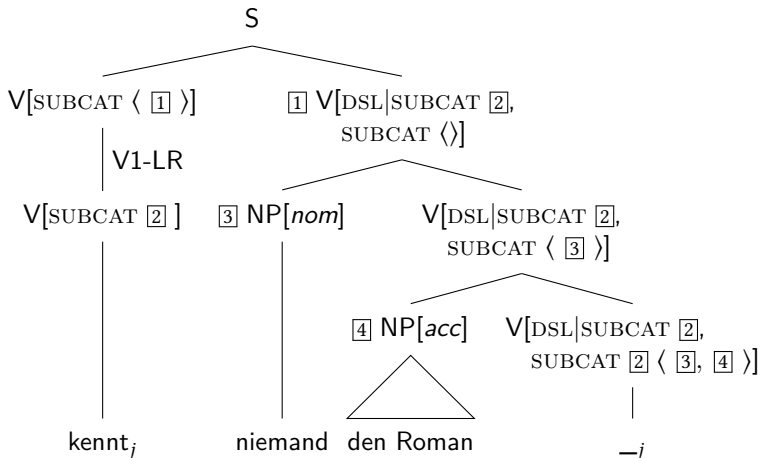 S
V[SUBCAT ⟨ 1 ⟩] 1 V[DSL|SUBCAT 2,
SUBCAT ⟨⟩]
V1-LR
V[SUBCAT 2 ] 3 NP[nom] V[DSL|SUBCAT 2,
SUBCAT ⟨ 3 ⟩]
4 NP[acc] V[DSL|SUBCAT 2,
SUBCAT 2 ⟨ 3, 4 ⟩]
kennt_j niemand den Roman _j